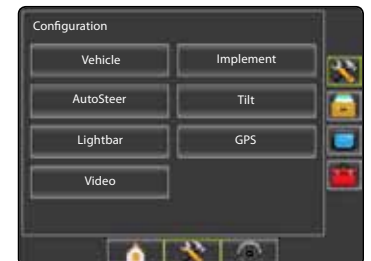 Configuration
Vehicle Implement
AutoSteer Tilt
Lightbar GPS
Video